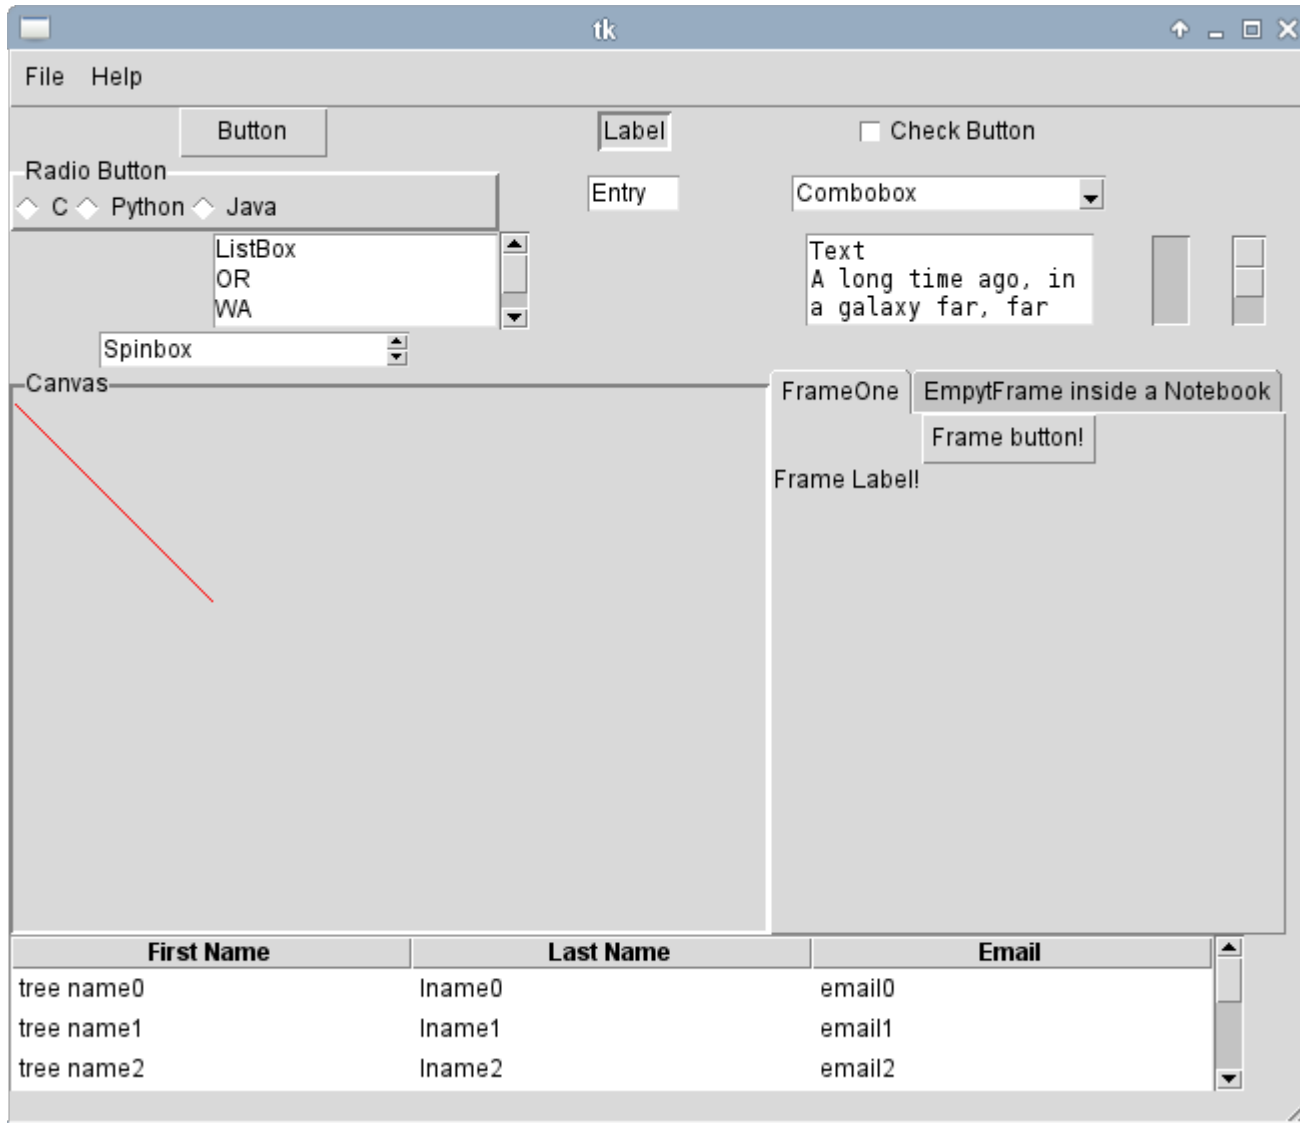 tk
File Help
Button Label Check Button
Radio Button
C Python Java
Entry Combobox
ListBox
OR
WA
Text
A long time ago, in
a galaxy far, far
Spinbox
Canvas
FrameOne EmpytFrame inside a Notebook
Frame button!
Frame Label!
First Name Last Name Email
tree name0 lname0 email0
tree name1 lname1 email1
tree name2 lname2 email2